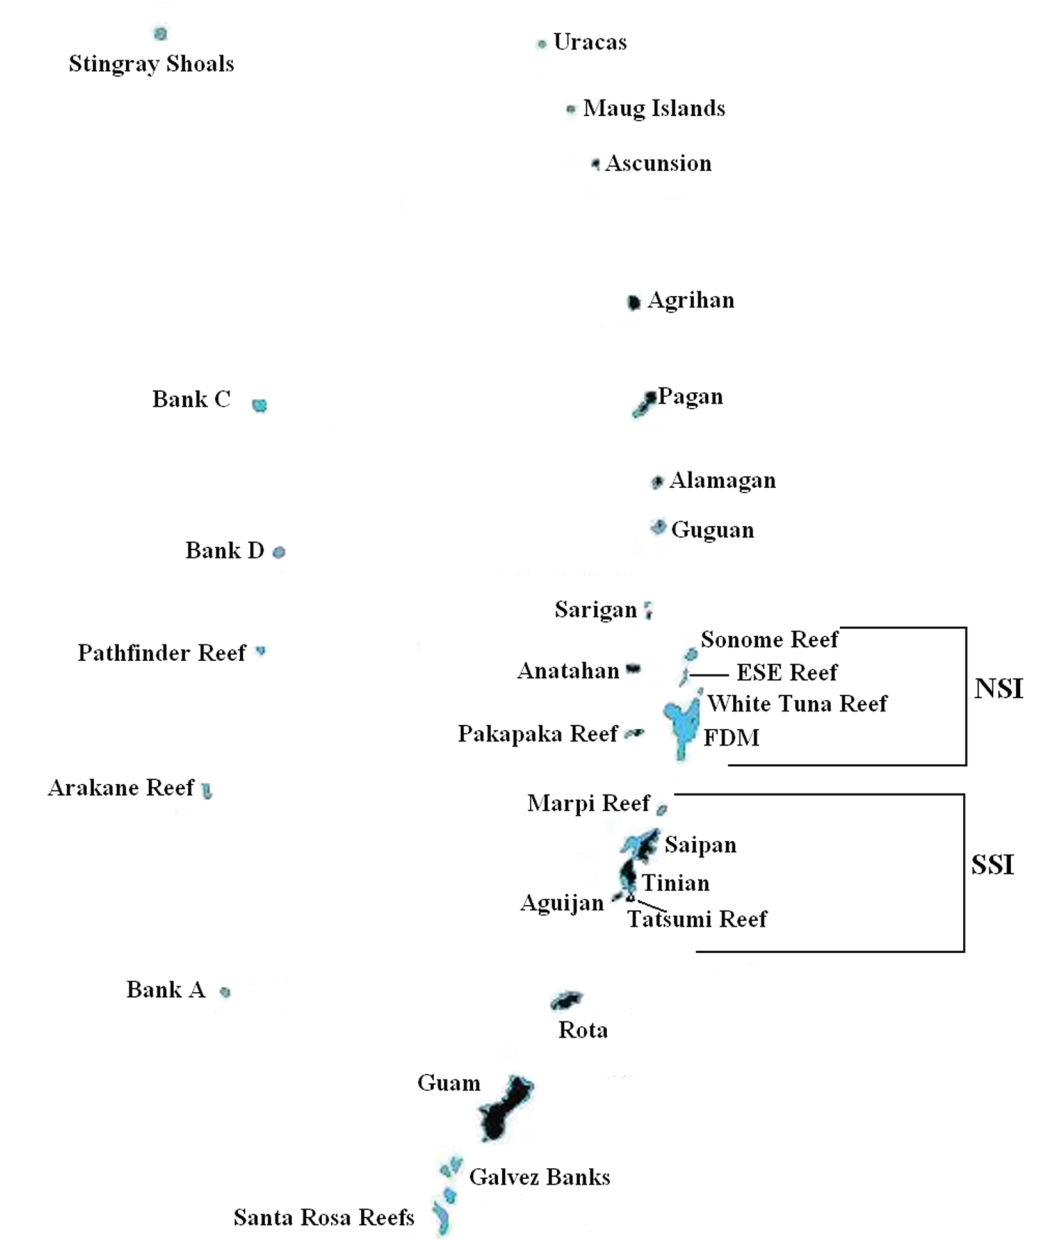 Uracas
Stingray Shoals
Maug Islands
Ascunsion
Agrihan
Bank C
Pagan
Alamagan
Guguan
Bank D
Sarigan
Sonome Reef
Pathfinder Reef
Anatahan
ESE Reef
NSI
White Tuna Reef
Pakapaka Reef
FDM
Arakane Reef
Marpi Reef
Saipan
SSI
Tinian
Aguijan
Tatsumi Reef
Bank A
Rota
Guam
Galvez Banks
Santa Rosa Reefs